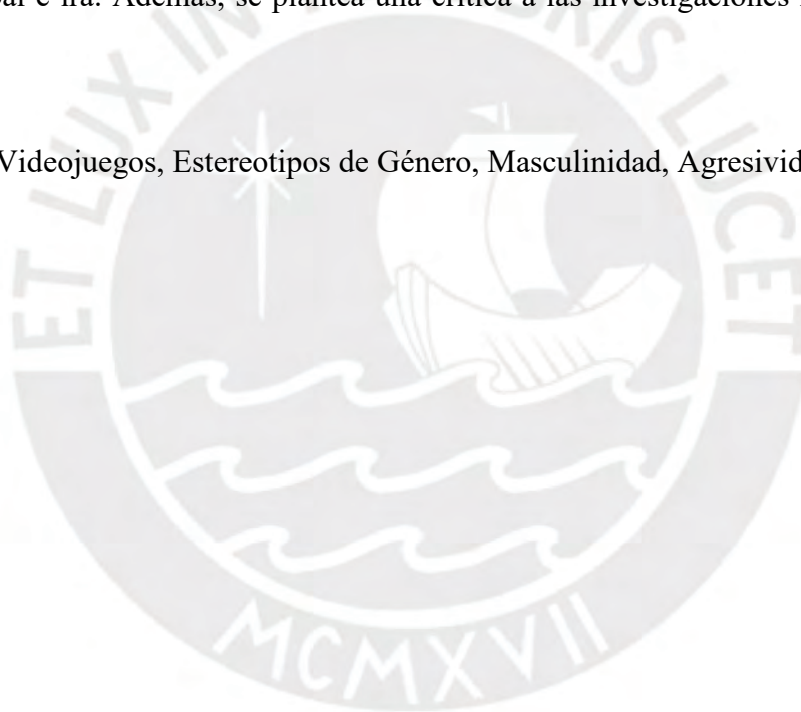 e ira. Además, se plantea una crítica a las investigaciones
Videojuegos, Estereotipos de Género, Masculinidad, Agresivid
ET LUX IN TENEBRIS LUCET
MCMXVII